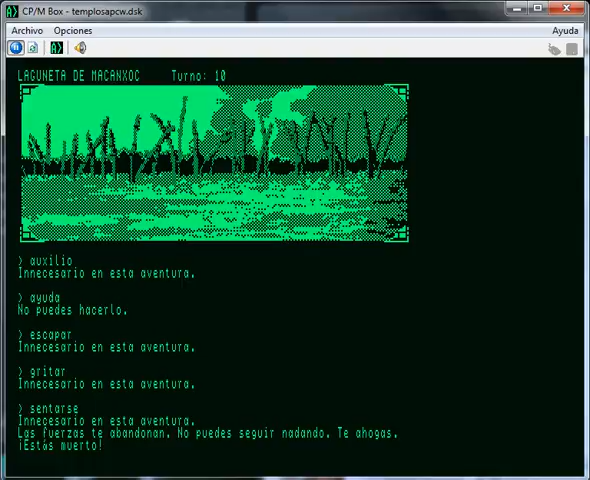 CP/M Box - templosapcw.dsk
Archivo Opciones Ayuda
A>
LAGUNETA DE MACANXOC Turno: 10
> auxilio
Innecesario en esta aventura.
> ayuda
No puedes hacerlo.
> escapar
Innecesario en esta aventura.
> gritar
Innecesario en esta aventura.
> sentarse
Innecesario en esta aventura.
Las fuerzas te abandonan. No puedes seguir nadando. Te ahogas.
¡Estás muerto!